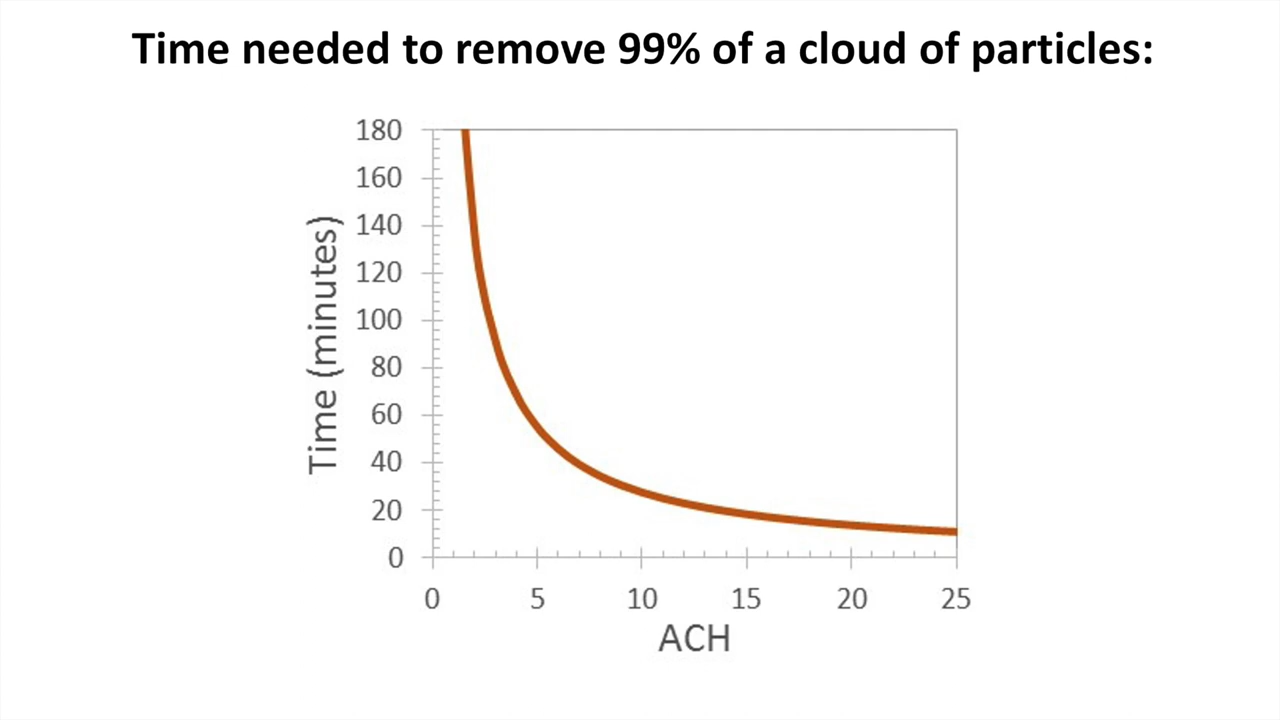 Time needed to remove 99% of a cloud of particles:
180
160
140
120
100
80
60
40
20
0
Time (minutes)
0 5 10 15 20 25
ACH